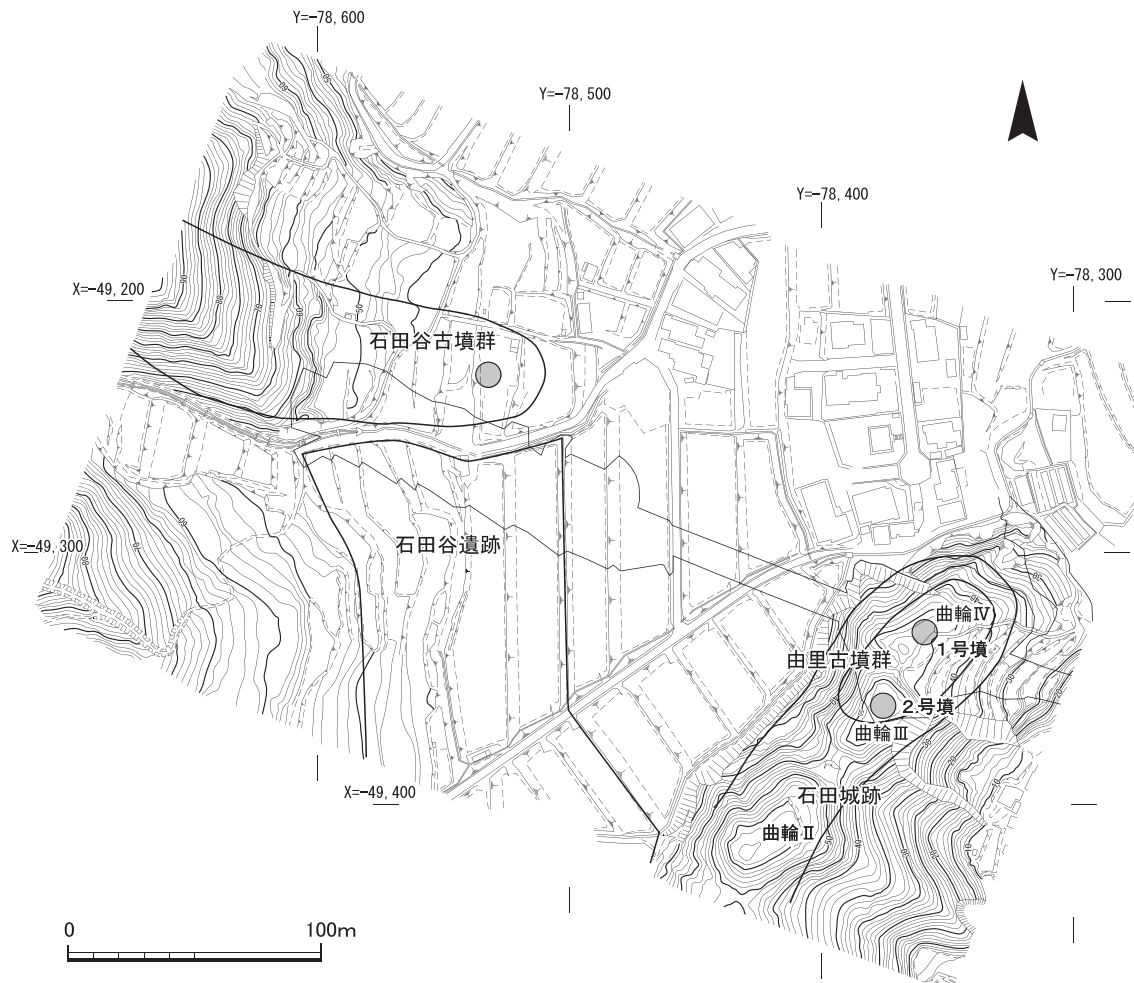 Y=-78,600
Y=-78,500
Y=-78,400
Y=-78,300
X=-49,200
石田谷古墳群
X=-49,300
石田谷遺跡
曲輪Ⅳ
1号墳
由里古墳群
2号墳
曲輪Ⅲ
X=-49,400
石田城跡
曲輪Ⅱ
0
100m